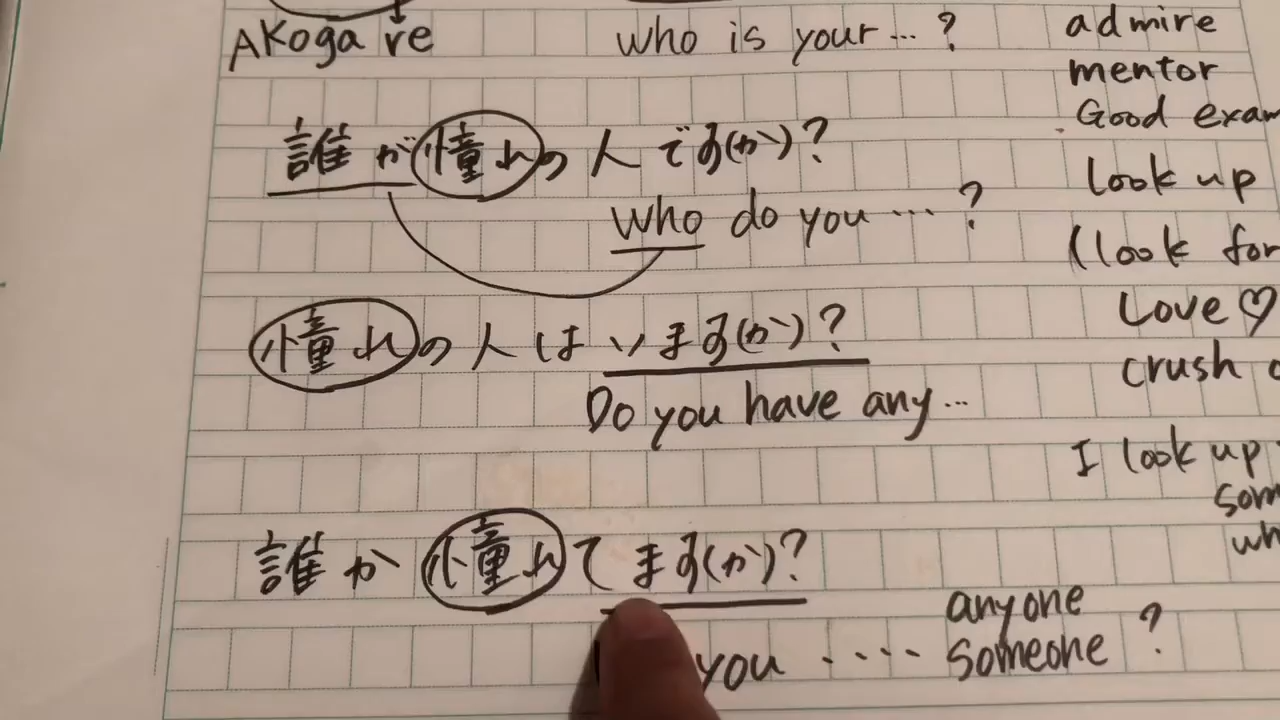 AKogare who is your...? admire
mentor
Good exam
誰が憧れの人です(か)?
look up
who do you ....?
(look for
憧れの人はいます(か)?
Love♡
crush
Do you have any...
I look up
som
誰か憧れてます(か)?
wh
anyone
you .... someone ?